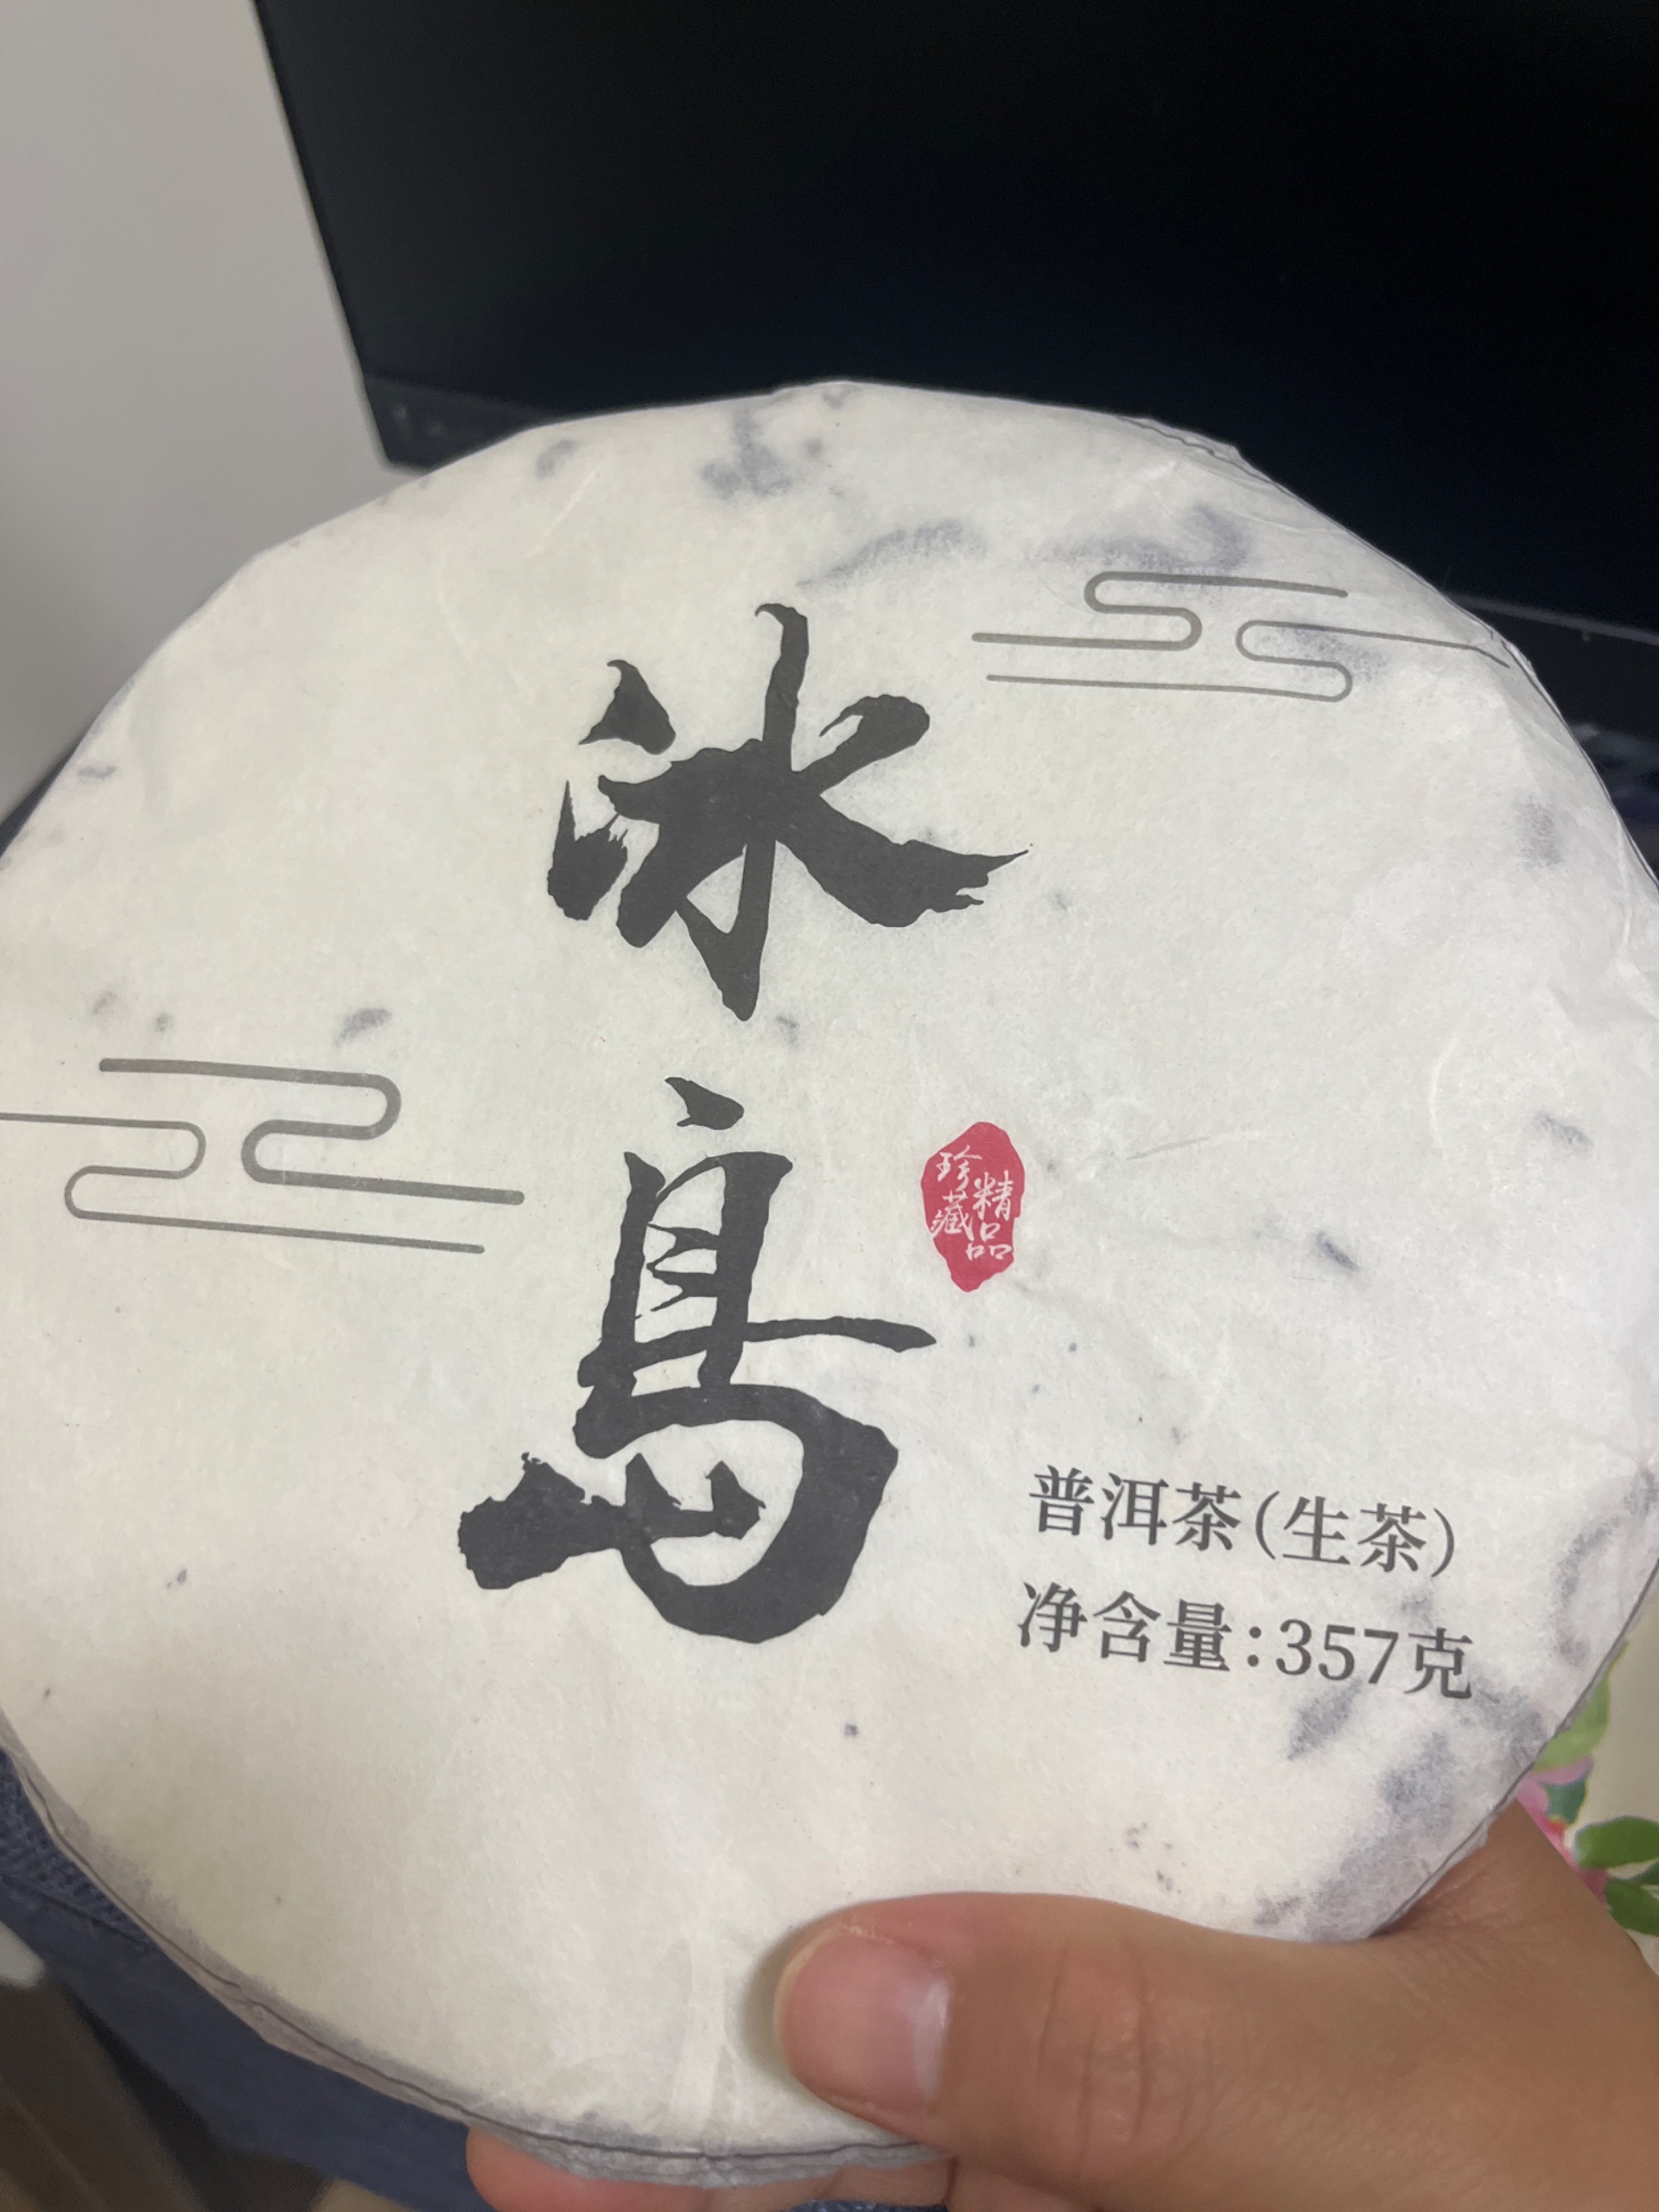 冰
島
精品
珍藏
普洱茶(生茶)
净含量:357克